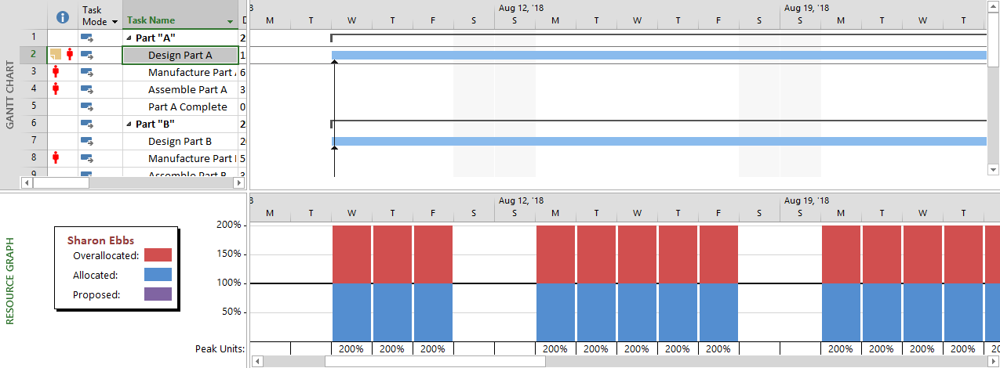 GANTT CHART
Task Mode
Task Name
D
8
Aug 12, '18
Aug 19, '18
M T W T F S S M T W T F S S M T W T
1 Part "A" 2
2 Design Part A 1
3 Manufacture Part A 6
4 Assemble Part A 3
5 Part A Complete 0
6 Part "B" 2
7 Design Part B 20
8 Manufacture Part 5
9 Assemble Part B 3
RESOURCE GRAPH
Sharon Ebbs
Overallocated:
Allocated:
Proposed:
8
Aug 12, '18
Aug 19, '18
M T W T F S S M T W T F S S M T W T
200%
150%
100%
50%
Peak Units: 200% 200% 200% 200% 200% 200% 200% 200% 200% 200% 200% 200% 20